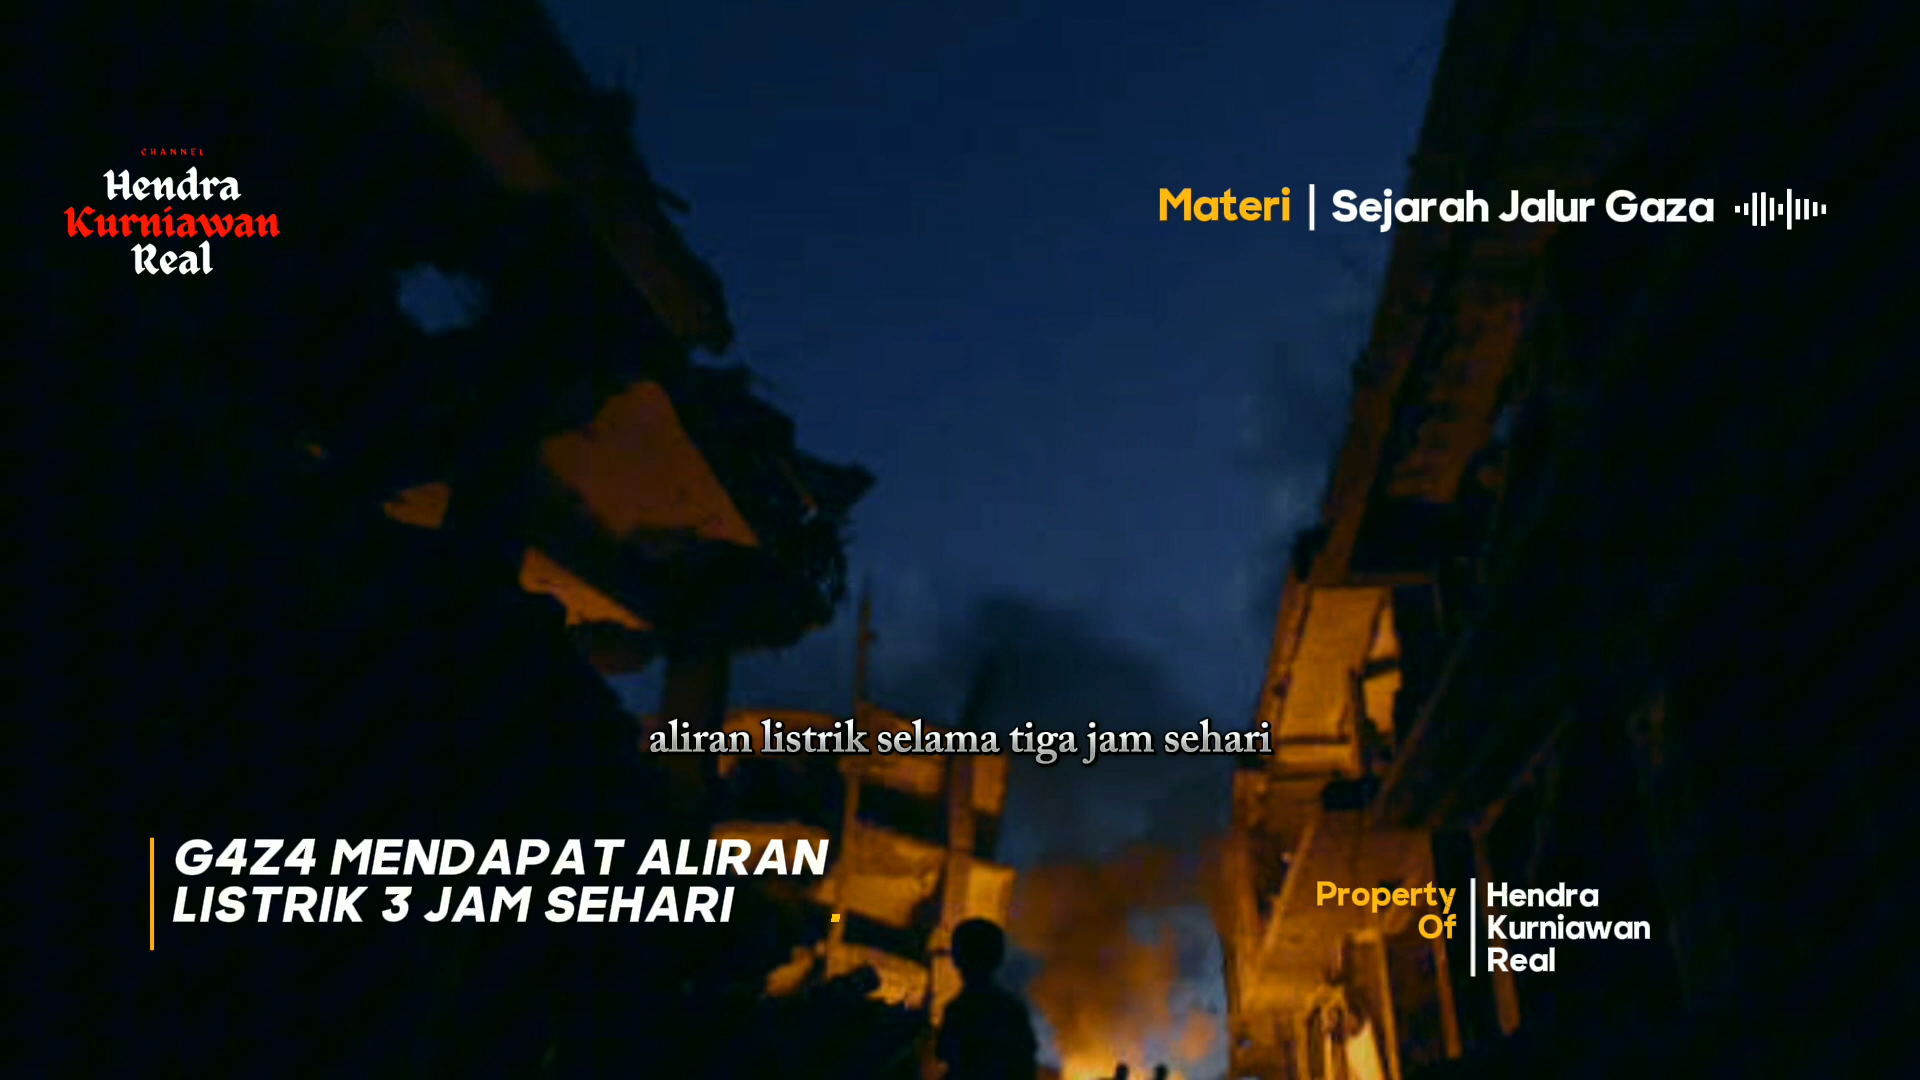 CHANNEL
Hendra
Kurniawan
Real
Materi | Sejarah Jalur Gaza
aliran listrik selama tiga jam sehari
G4Z4 MENDAPAT ALIRAN
LISTRIK 3 JAM SEHARI
Property
Of
Hendra
Kurniawan
Real